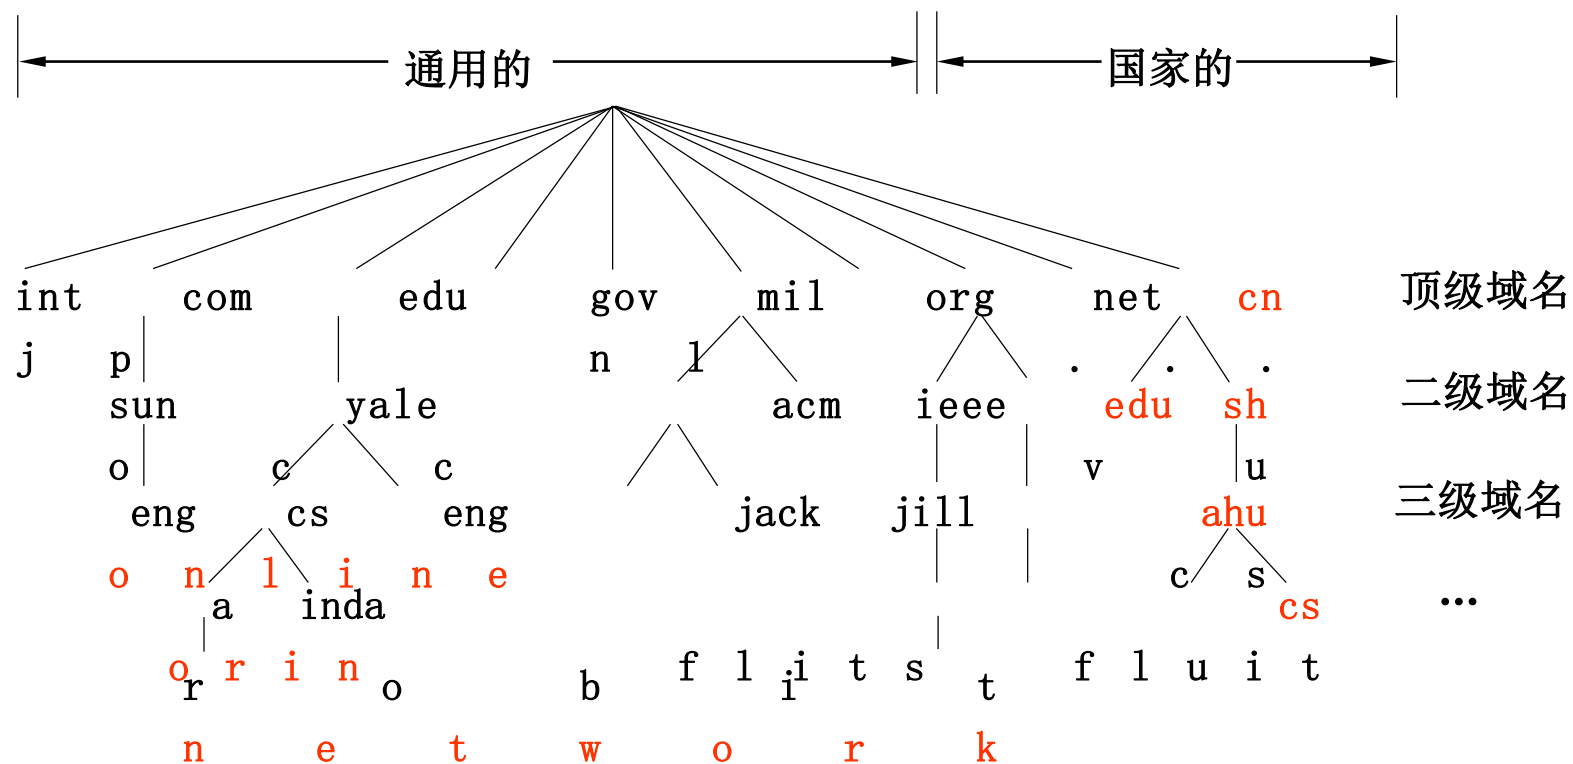 通用的 国家的
int com edu gov mil org net cn 顶级域名
j p n l . . .
sun yale acm ieee edu sh 二级域名
o c c v u
eng cs eng jack jill ahu 三级域名
o n l i n e c s
a inda cs …
o r i n f l i t s f l u i t
r o b i t
n e t w o r k